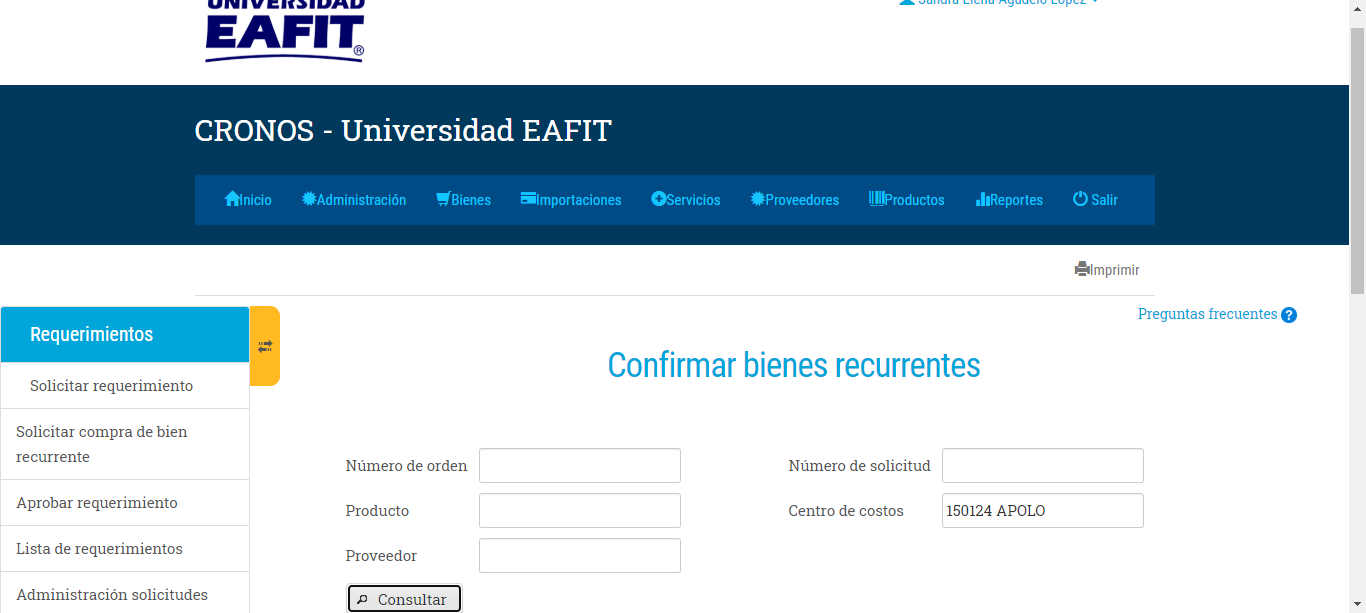 UNIVERSIDAD
EAFIT®
Sandra Elena Agudelo Lopez
CRONOS - Universidad EAFIT
Inicio Administración Bienes Importaciones Servicios Proveedores Productos Reportes Salir
Imprimir
Preguntas frecuentes ?
Requerimientos
Solicitar requerimiento
Solicitar compra de bien
recurrente
Aprobar requerimiento
Lista de requerimientos
Administración solicitudes
Confirmar bienes recurrentes
Número de orden
Número de solicitud
Producto
Centro de costos 150124 APOLO
Proveedor
Consultar